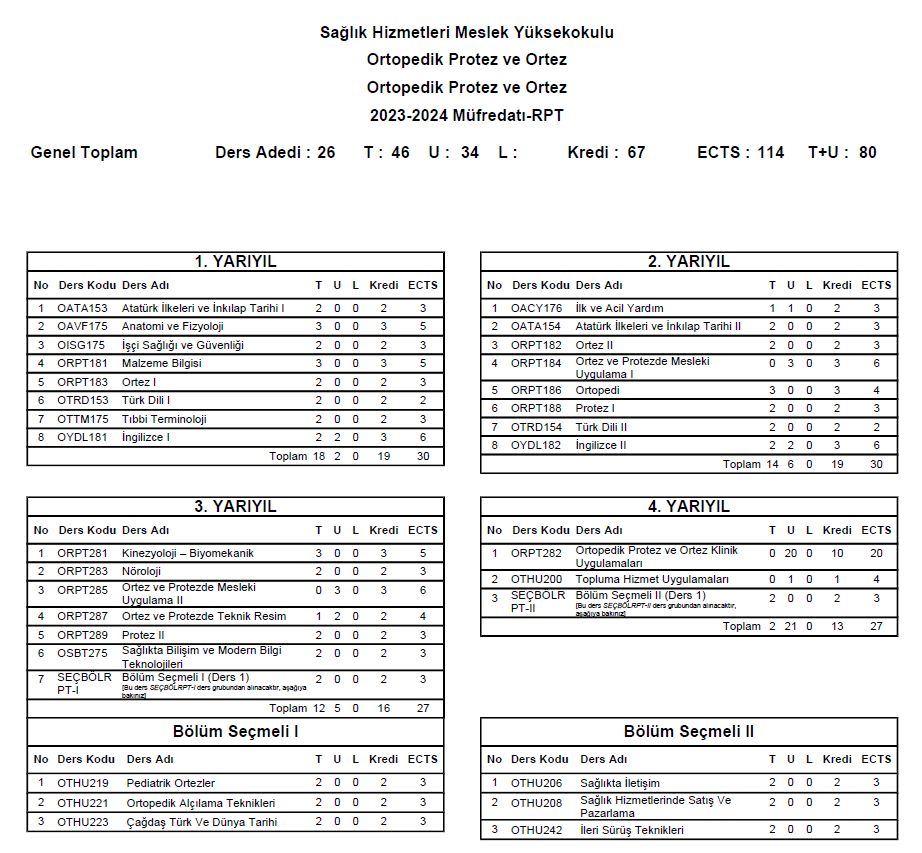 Sağlık Hizmetleri Meslek Yüksekokulu
Ortopedik Protez ve Ortez
Ortopedik Protez ve Ortez
2023-2024 Müfredatı-RPT
Genel Toplam Ders Adedi : 26 T : 46 U : 34 L : Kredi : 67 ECTS : 114 T+U : 80
1. YARIYIL
No Ders Kodu Ders Adı T U L Kredi ECTS
1 OATA153 Atatürk İlkeleri ve İnkılap Tarihi I 2 0 0 2 3
2 OAVF175 Anatomi ve Fizyoloji 3 0 0 3 5
3 OISG175 İşçi Sağlığı ve Güvenliği 2 0 0 2 3
4 ORPT181 Malzeme Bilgisi 3 0 0 3 5
5 ORPT183 Ortez I 2 0 0 2 3
6 OTRD153 Türk Dili I 2 0 0 2 2
7 OTTM175 Tıbbi Terminoloji 2 0 0 2 3
8 OYDL181 İngilizce I 2 2 0 3 6
Toplam 18 2 0 19 30
2. YARIYIL
No Ders Kodu Ders Adı T U L Kredi ECTS
1 OACY176 İlk ve Acil Yardım 1 1 0 2 3
2 OATA154 Atatürk İlkeleri ve İnkılap Tarihi II 2 0 0 2 3
3 ORPT182 Ortez II 2 0 0 2 3
4 ORPT184 Ortez ve Protezde Mesleki 0 3 0 3 6
Uygulama I
5 ORPT186 Ortopedi 3 0 0 3 4
6 ORPT188 Protez I 2 0 0 2 3
7 OTRD154 Türk Dili II 2 0 0 2 2
8 OYDL182 İngilizce II 2 2 0 3 6
Toplam 14 6 0 19 30
3. YARIYIL
No Ders Kodu Ders Adı T U L Kredi ECTS
1 ORPT281 Kinezyoloji – Biyomekanik 3 0 0 3 5
2 ORPT283 Nöroloji 2 0 0 2 3
3 ORPT285 Ortez ve Protezde Mesleki 0 3 0 3 6
Uygulama II
4 ORPT287 Ortez ve Protezde Teknik Resim 1 2 0 2 4
5 ORPT289 Protez II 2 0 0 2 3
6 OSBT275 Sağlıkta Bilişim ve Modern Bilgi 2 0 0 2 3
Teknolojileri
7 SEÇBÖLR Bölüm Seçmeli I (Ders 1) 2 0 0 2 3
PT-I [Bu ders SEÇBÖLRPT-I ders grubundan alınacaktır, aşağıya
bakınız]
Toplam 12 5 0 16 27
4. YARIYIL
No Ders Kodu Ders Adı T U L Kredi ECTS
1 ORPT282 Ortopedik Protez ve Ortez Klinik 0 20 0 10 20
Uygulamaları
2 OTHU200 Topluma Hizmet Uygulamaları 0 1 0 1 4
3 SEÇBÖLR Bölüm Seçmeli II (Ders 1) 2 0 0 2 3
PT-II [Bu ders SEÇBÖLRPT-II ders grubundan alınacaktır,
aşağıya bakınız]
Toplam 2 21 0 13 27
Bölüm Seçmeli I
No Ders Kodu Ders Adı T U L Kredi ECTS
1 OTHU219 Pediatrik Ortezler 2 0 0 2 3
2 OTHU221 Ortopedik Alçılama Teknikleri 2 0 0 2 3
3 OTHU223 Çağdaş Türk Ve Dünya Tarihi 2 0 0 2 3
Bölüm Seçmeli II
No Ders Kodu Ders Adı T U L Kredi ECTS
1 OTHU206 Sağlıkta İletişim 2 0 0 2 3
2 OTHU208 Sağlık Hizmetlerinde Satış Ve 2 0 0 2 3
Pazarlama
3 OTHU242 İleri Sürüş Teknikleri 2 0 0 2 3